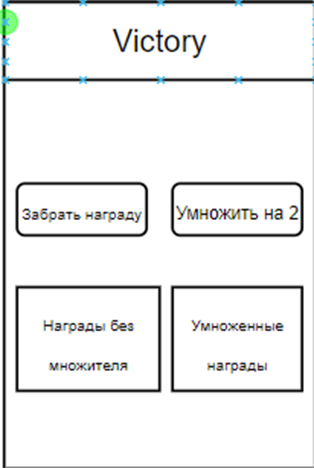 Victory
Забрать награду
Умножить на 2
Награды без
множителя
Умноженные
награды